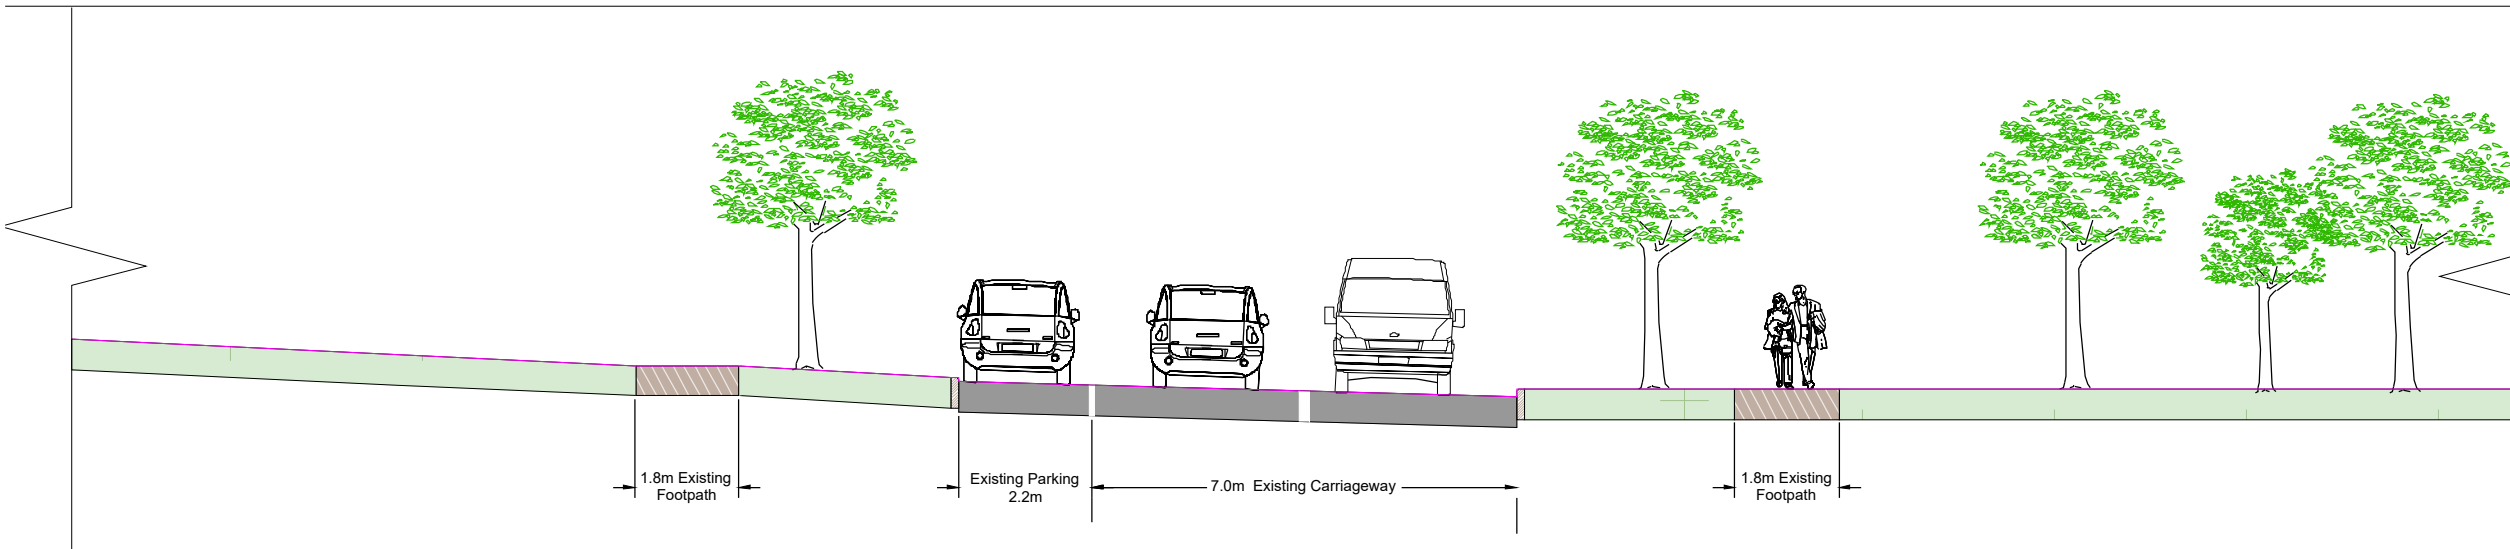 1.8m Existing
Footpath
Existing Parking
2.2m
7.0m Existing Carriageway
1.8m Existing
Footpath